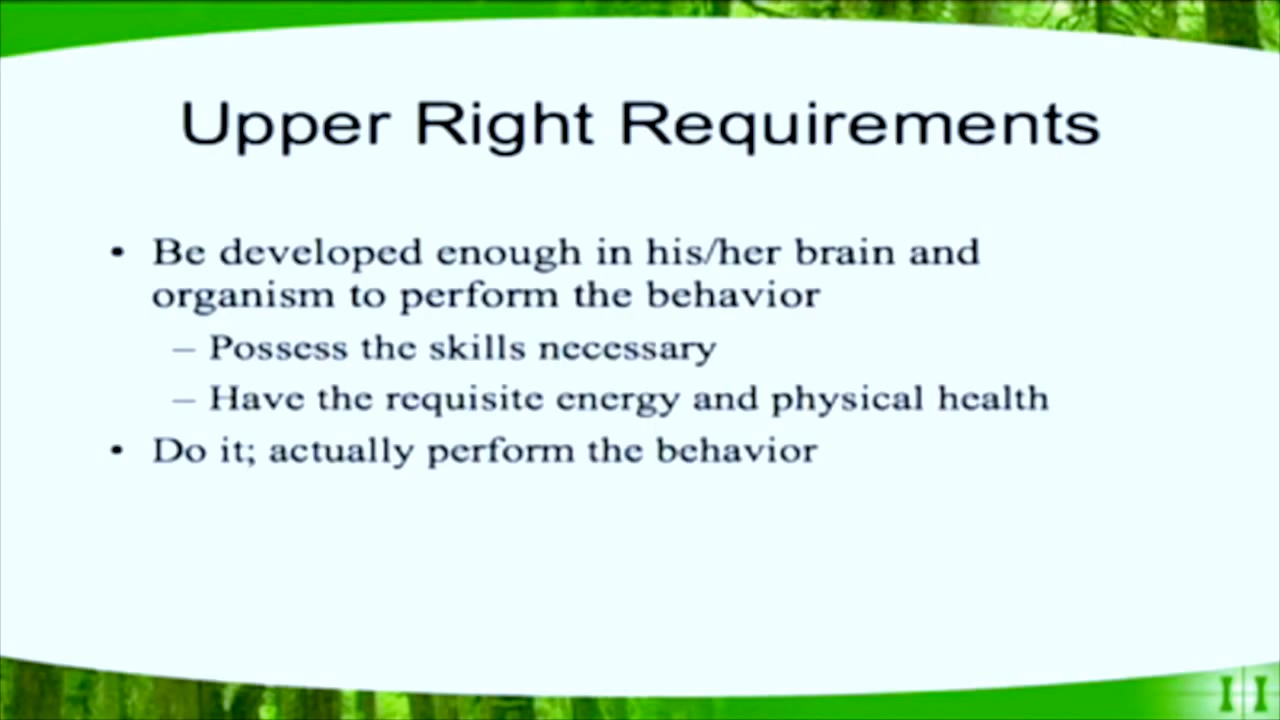 Upper Right Requirements
• Be developed enough in his/her brain and
organism to perform the behavior
– Possess the skills necessary
– Have the requisite energy and physical health
• Do it; actually perform the behavior